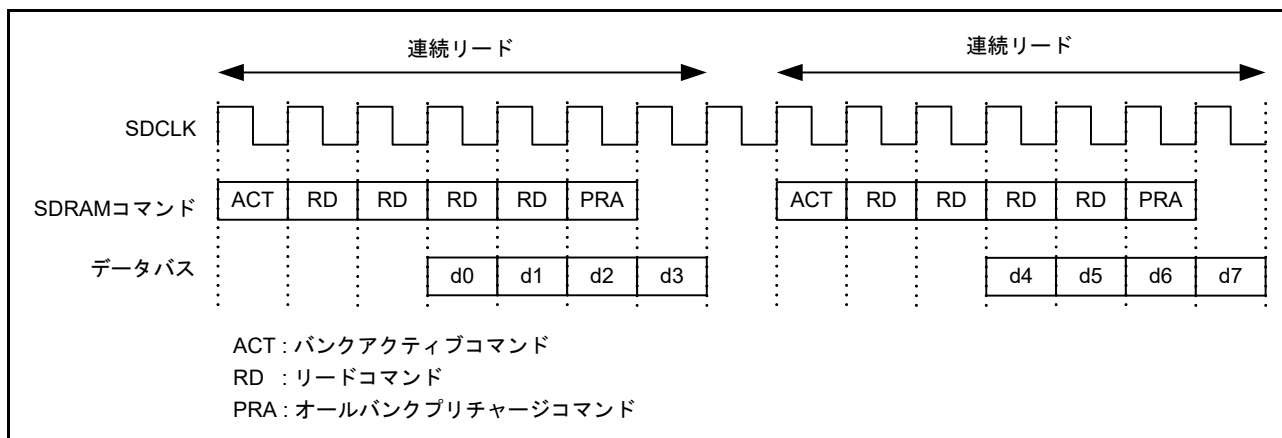 連続リード 連続リード
SDCLK
SDRAMコマンド ACT RD RD RD RD PRA ACT RD RD RD RD PRA
データバス d0 d1 d2 d3 d4 d5 d6 d7
ACT : バンクアクティブコマンド
RD : リードコマンド
PRA : オールバンクプリチャージコマンド